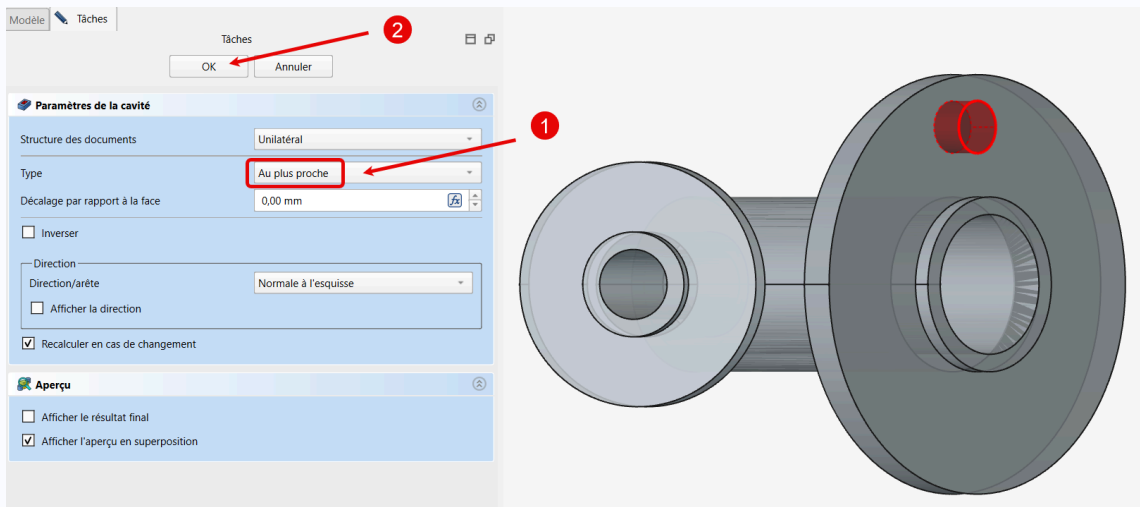 Modèle Tâches
Tâches
2
OK Annuler
Paramètres de la cavité
Structure des documents Unilatéral
1
Type Au plus proche
Décalage par rapport à la face 0,00 mm fx
Inverser
Direction
Direction/arête Normale à l'esquisse
Afficher la direction
Recalculer en cas de changement
Aperçu
Afficher le résultat final
Afficher l'aperçu en superposition